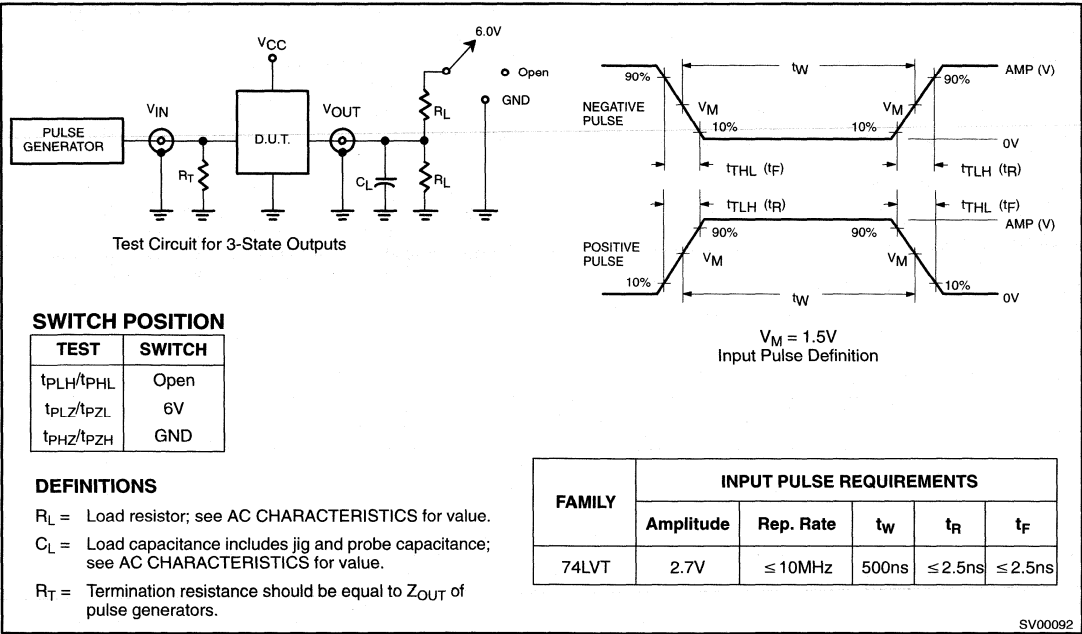 6.0V
VCC
Open
GND
VIN
VOUT
RL
PULSE
GENERATOR
D.U.T.
RT
CL
RL
Test Circuit for 3-State Outputs
tW
AMP (V)
90%
90%
NEGATIVE
PULSE
VM
VM
10%
10%
0V
tTHL (tF)
tTLH (tR)
tTLH (tR)
tTHL (tF)
AMP (V)
90%
90%
POSITIVE
PULSE
VM
VM
10%
10%
tW
0V
VM = 1.5V
Input Pulse Definition
SWITCH POSITION
TEST SWITCH
tPLH/tPHL Open
tPLZ/tPZL 6V
tPHZ/tPZH GND
DEFINITIONS
RL = Load resistor; see AC CHARACTERISTICS for value.
CL = Load capacitance includes jig and probe capacitance;
see AC CHARACTERISTICS for value.
RT = Termination resistance should be equal to ZOUT of
pulse generators.
FAMILY
INPUT PULSE REQUIREMENTS
Amplitude Rep. Rate tW tR tF
74LVT 2.7V ≤10MHz 500ns ≤2.5ns ≤2.5ns
SV00092